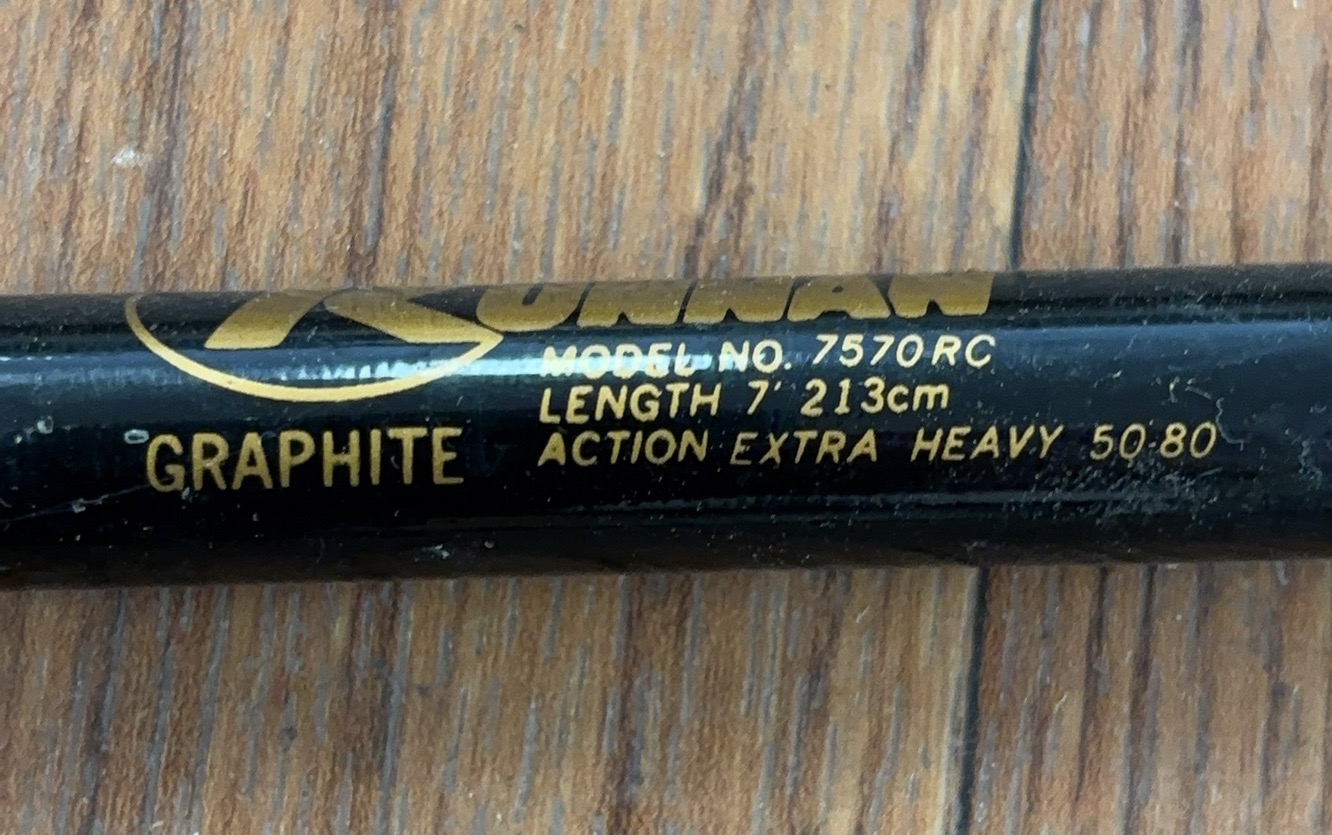 KUNNAN
MODEL NO. 7570RC
LENGTH 7' 213cm
GRAPHITE
ACTION EXTRA HEAVY 50-80